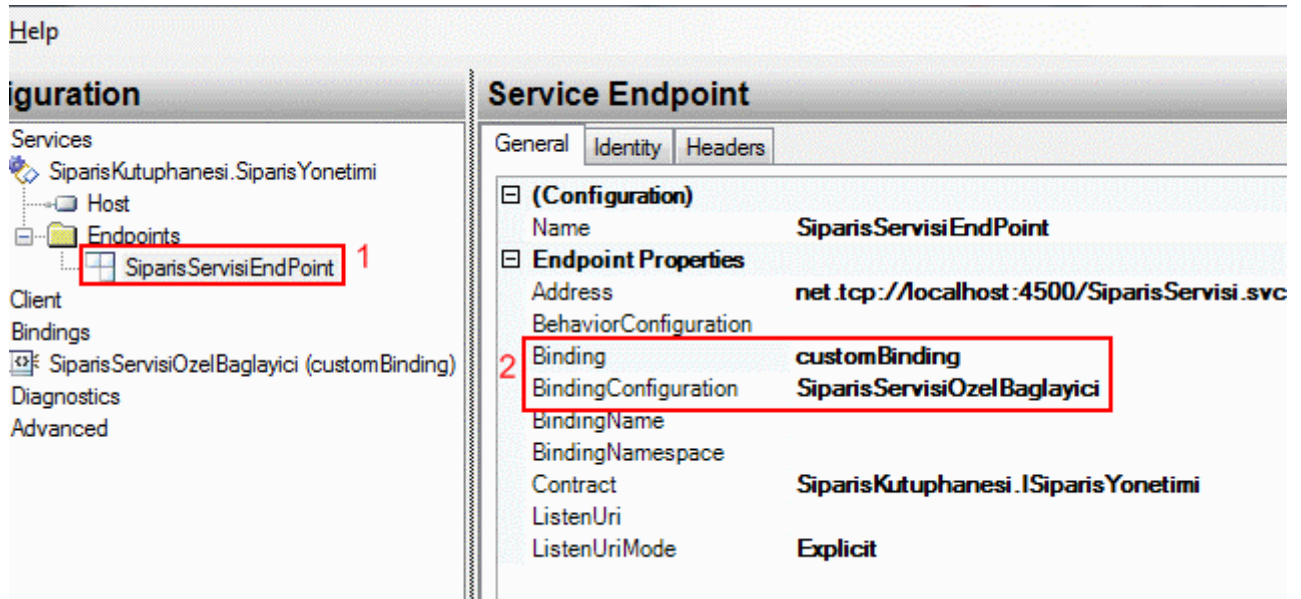 Help
iguration
Services
SiparisKutuphanesi.SiparisYonetimi
Host
Endpoints
SiparisServisiEndPoint 1
Client
Bindings
SiparisServisiOzelBaglayici (customBinding)
Diagnostics
Advanced
Service Endpoint
General Identity Headers
(Configuration)
Name SiparisServisiEndPoint
Endpoint Properties
Address net.tcp://localhost:4500/SiparisServisi.svc
BehaviorConfiguration
2 Binding customBinding
BindingConfiguration SiparisServisiOzelBaglayici
BindingName
BindingNamespace
Contract SiparisKutuphanesi.ISiparisYonetimi
ListenUri
ListenUriMode Explicit